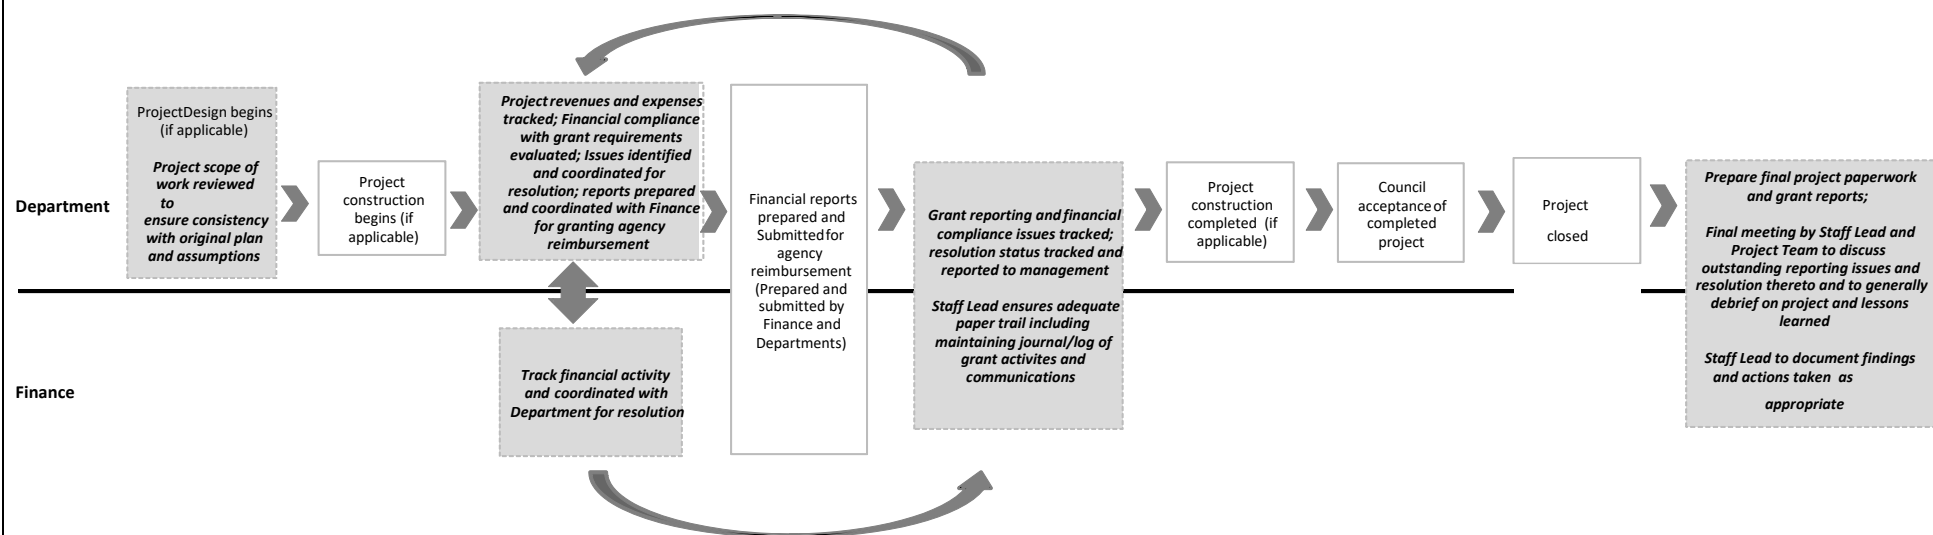 Department
ProjectDesign begins
(if applicable)
Project scope of
work reviewed
to
ensure consistency
with original plan
and assumptions
Project
construction
begins (if
applicable)
Project revenues and expenses
tracked; Financial compliance
with grant requirements
evaluated; Issues identified
and coordinated for
resolution; reports prepared
and coordinated with Finance
for granting agency
reimbursement
Financial reports
prepared and
Submitted for
agency
reimbursement
(Prepared and
submitted by
Finance and
Departments)
Grant reporting and financial
compliance issues tracked;
resolution status tracked and
reported to management
Staff Lead ensures adequate
paper trail including
maintaining journal/log of
grant activites and
communications
Project
construction
completed (if
applicable)
Council
acceptance of
completed
project
Project
closed
Prepare final project paperwork
and grant reports;
Final meeting by Staff Lead and
Project Team to discuss
outstanding reporting issues and
resolution thereto and to generally
debrief on project and lessons
learned
Staff Lead to document findings
and actions taken as
appropriate
Finance
Track financial activity
and coordinated with
Department for resolution